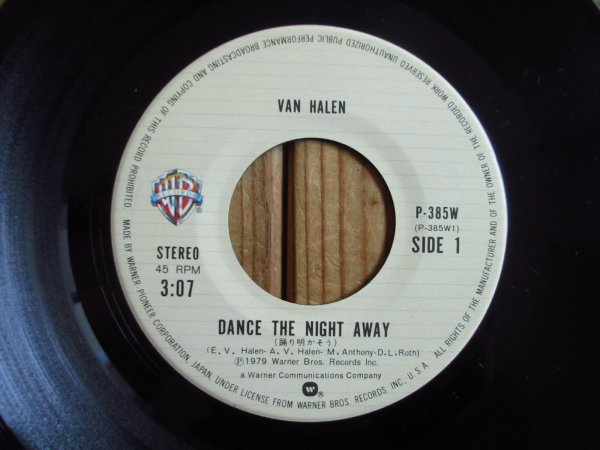 VAN HALEN
WB
WARNER BROS
®
P-385W
(P-385W1)
STEREO
SIDE 1
45 RPM
3:07
DANCE THE NIGHT AWAY
(踊り明かそう)
(E. V. Halen- A. V. Halen- M. Anthony-D. L. Roth)
Ⓟ1979 Warner Bros. Records Inc.
a Warner Communications Company
MADE BY WARNER-PIONEER CORPORATION, JAPAN. UNDER LICENSE FROM WARNER BROS. RECORDS, INC., U.S.A. ALL RIGHTS OF THE MANUFACTURER AND OF THE OWNER OF THE RECORDED WORK RESERVED UNAUTHORIZED PUBLIC PERFORMANCE BROADCASTING AND COPYING OF THIS RECORD PROHIBITED